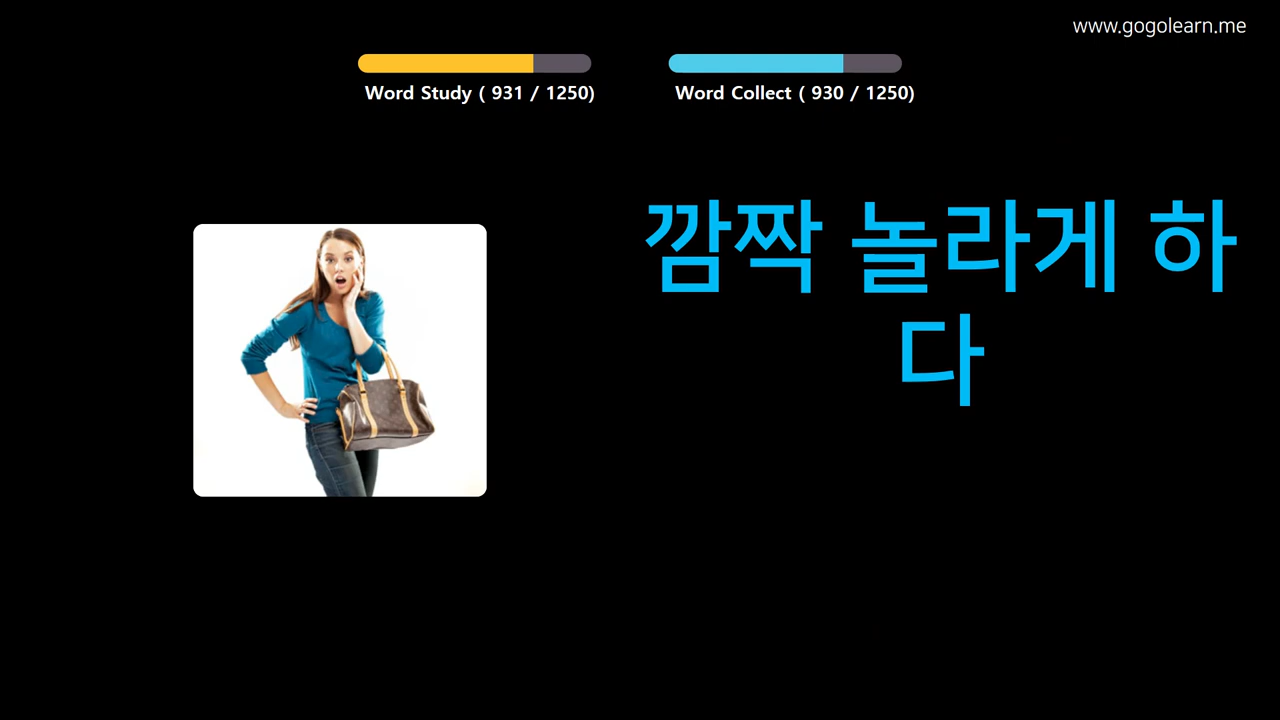 www.gogolearn.me
Word Study ( 931 / 1250)
Word Collect ( 930 / 1250)
깜짝 놀라게 하
다